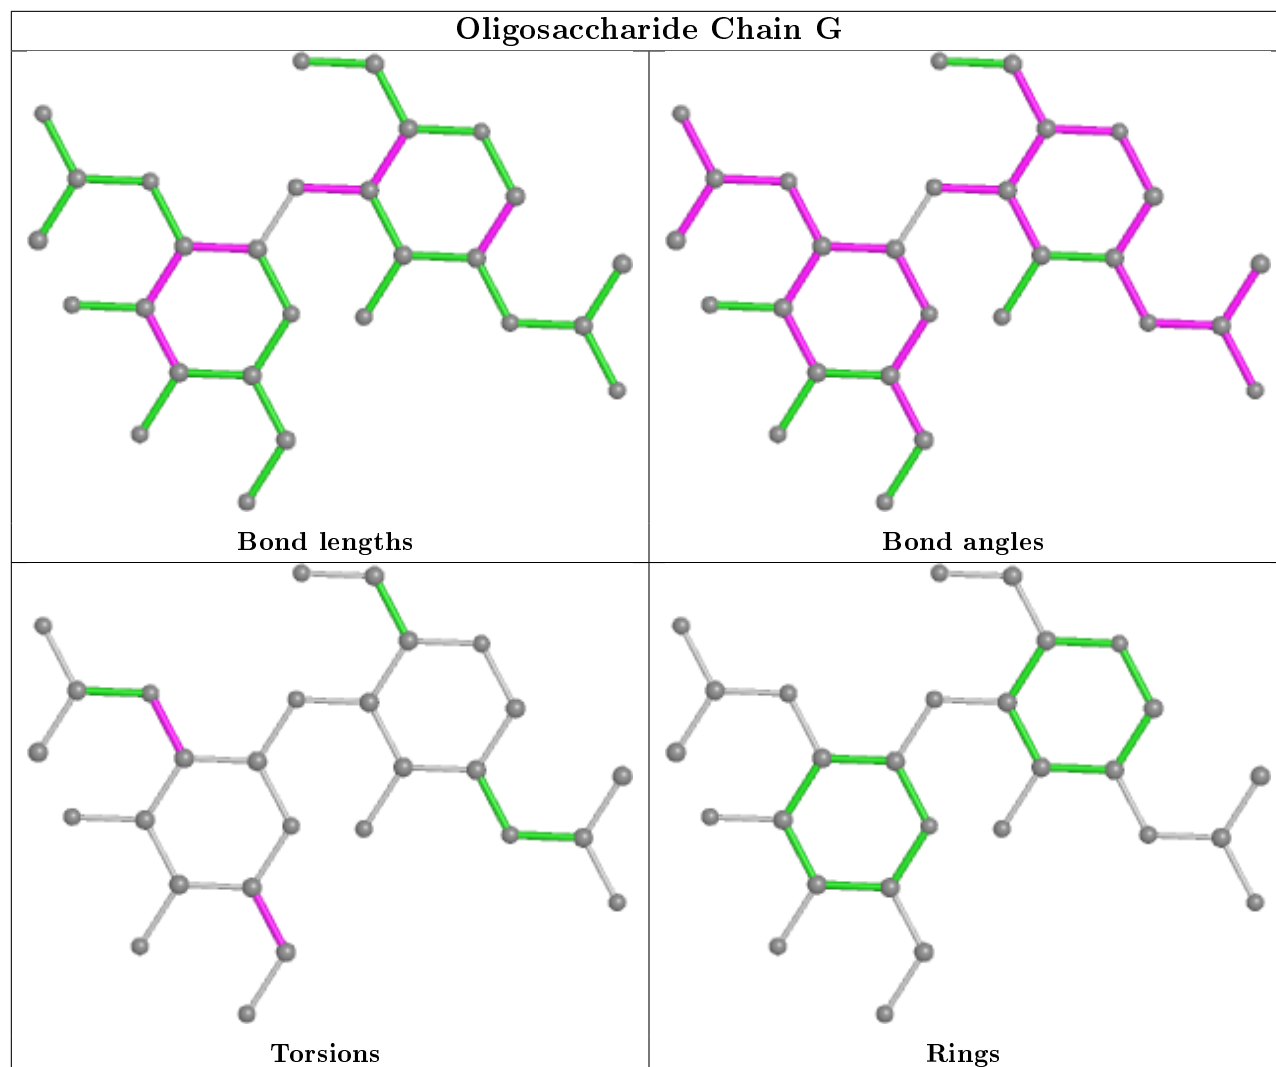 Oligosaccharide Chain G
Bond lengths
Bond angles
Torsions
Rings